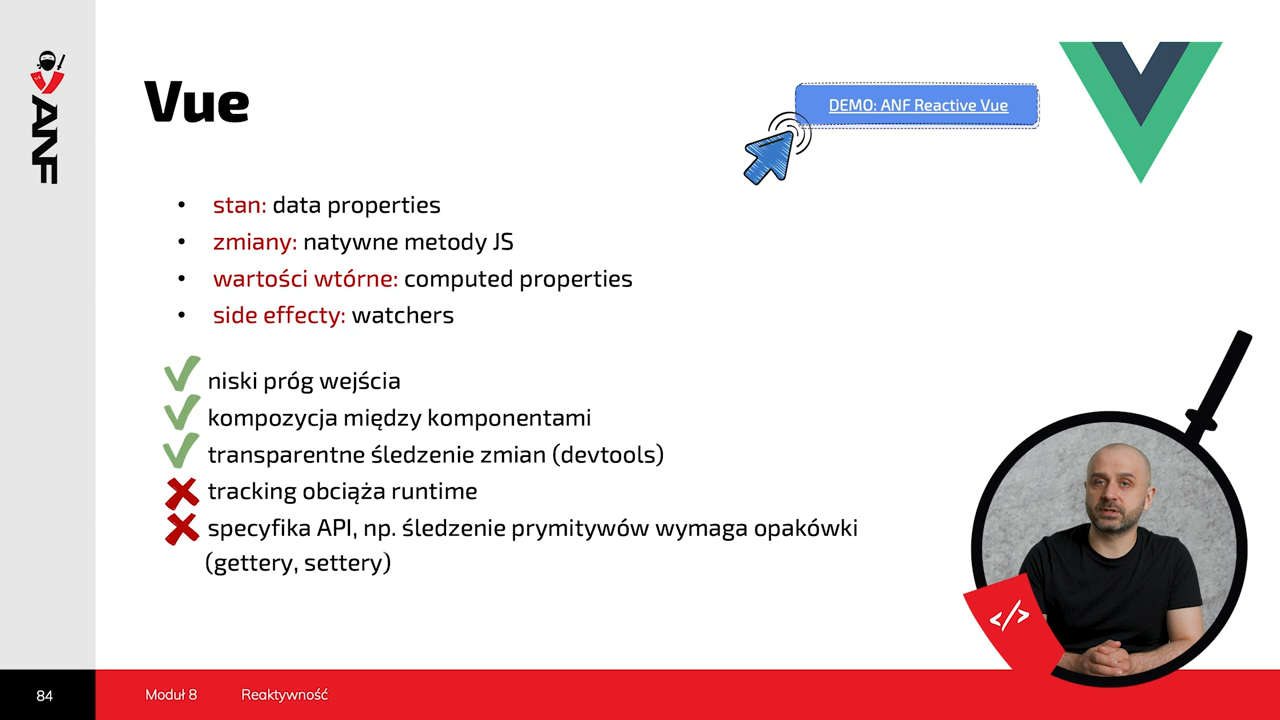 ANF
Vue
DEMO: ANF Reactive Vue
• stan: data properties
• zmiany: natywne metody JS
• wartości wtórne: computed properties
• side effecty: watchers
niski próg wejścia
kompozycja między komponentami
transparentne śledzenie zmian (devtools)
tracking obciąża runtime
specyfika API, np. śledzenie prymitywów wymaga opakówki
(gettery, settery)
</>
84
Moduł 8
Reaktywność